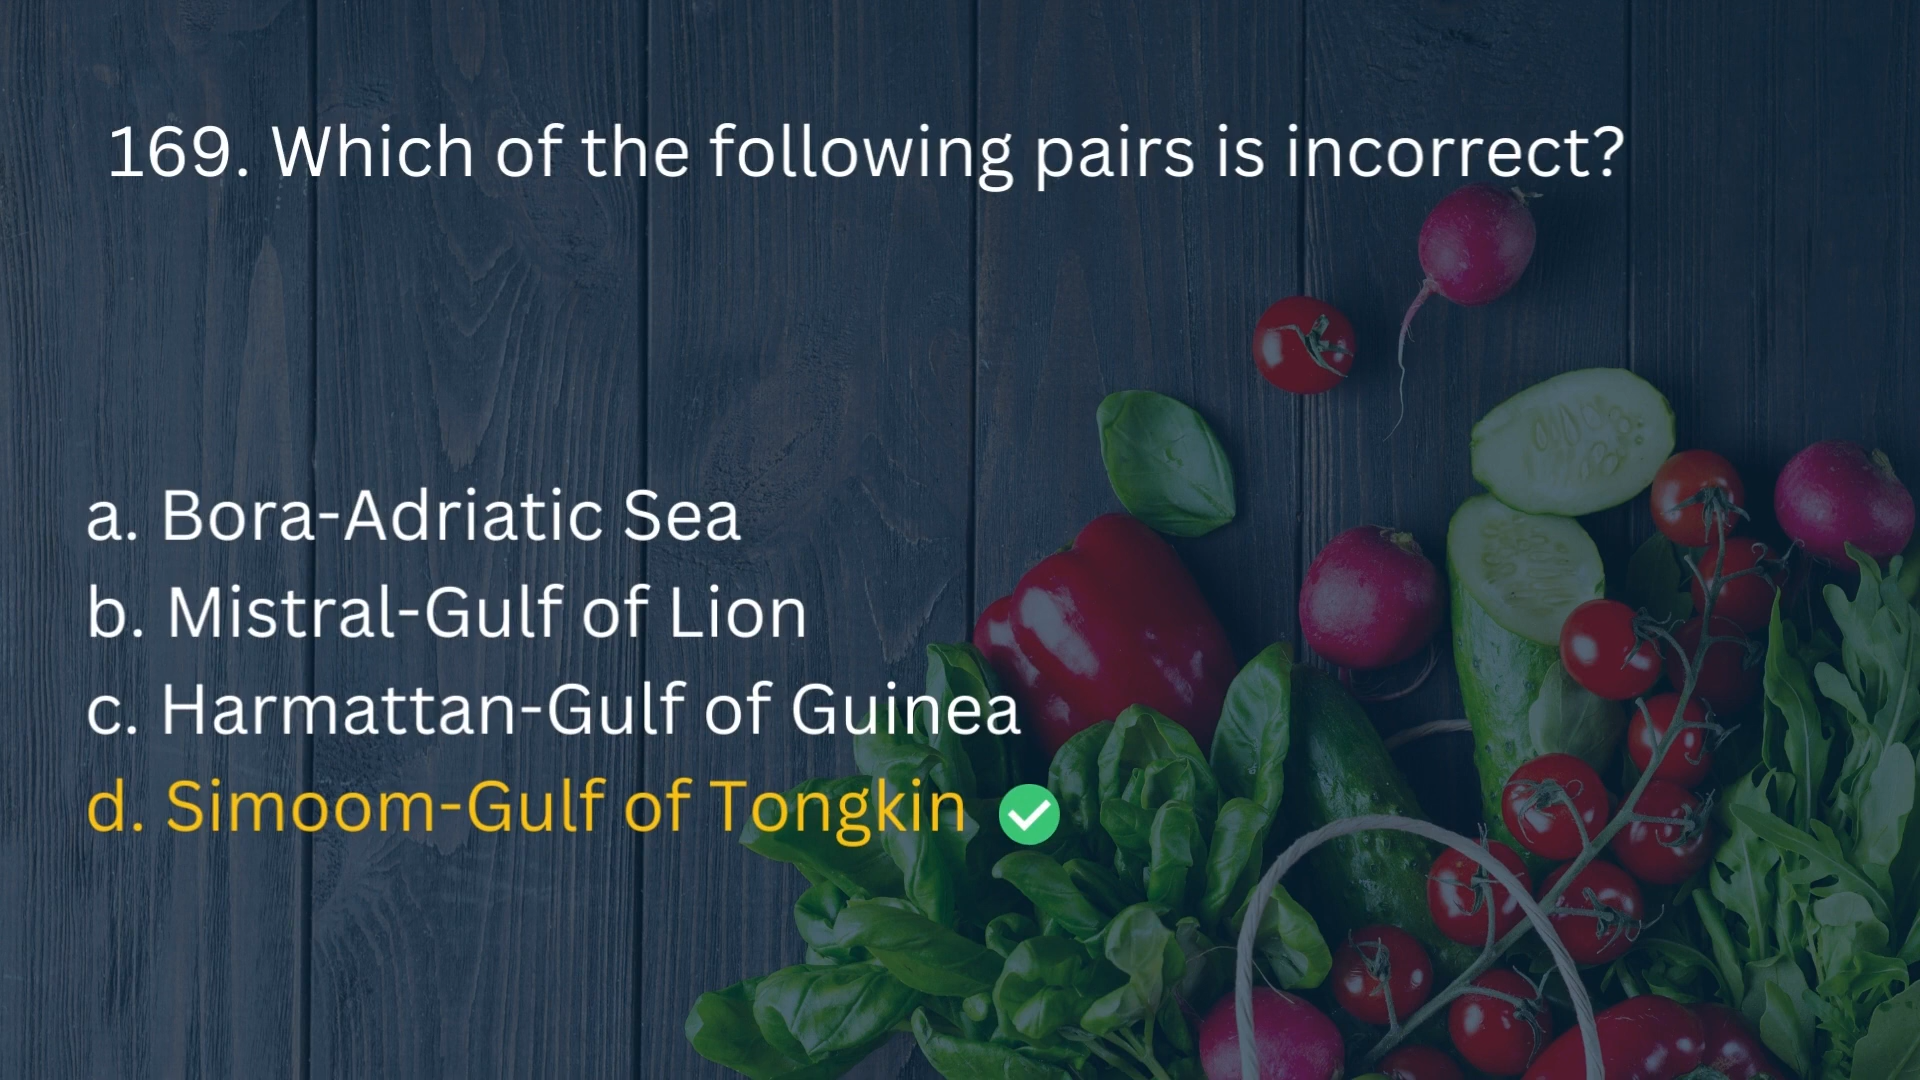 169. Which of the following pairs is incorrect?
a. Bora-Adriatic Sea
b. Mistral-Gulf of Lion
c. Harmattan-Gulf of Guinea
d. Simoom-Gulf of Tongkin